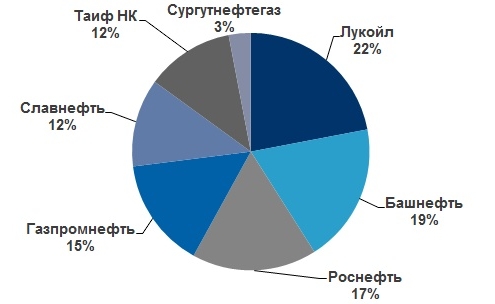 Сургутнефтегаз
3%
Лукойл
22%
Башнефть
19%
Роснефть
17%
Газпромнефть
15%
Славнефть
12%
Таиф НК
12%